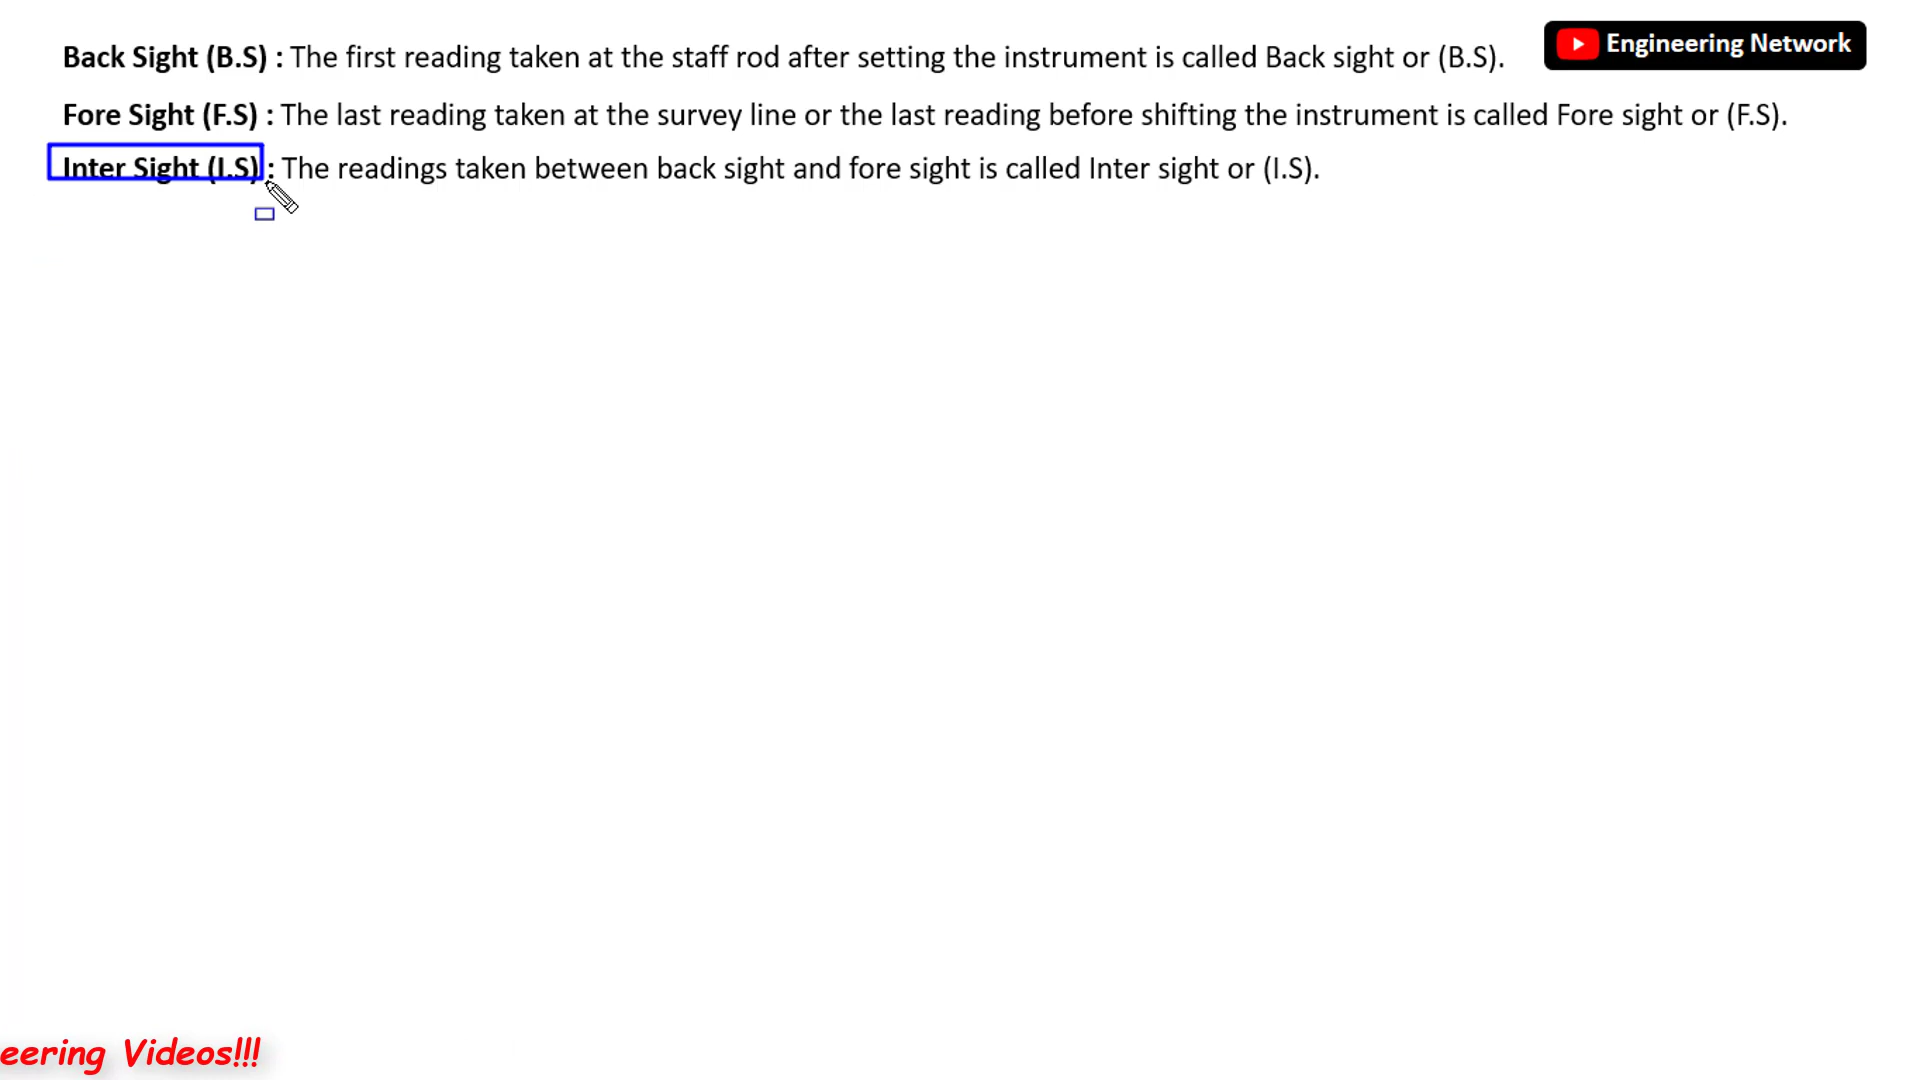 Back Sight (B.S) : The first reading taken at the staff rod after setting the instrument is called Back sight or (B.S).
Engineering Network
Fore Sight (F.S) : The last reading taken at the survey line or the last reading before shifting the instrument is called Fore sight or (F.S).
Inter Sight (I.S) : The readings taken between back sight and fore sight is called Inter sight or (I.S).
eering Videos!!!